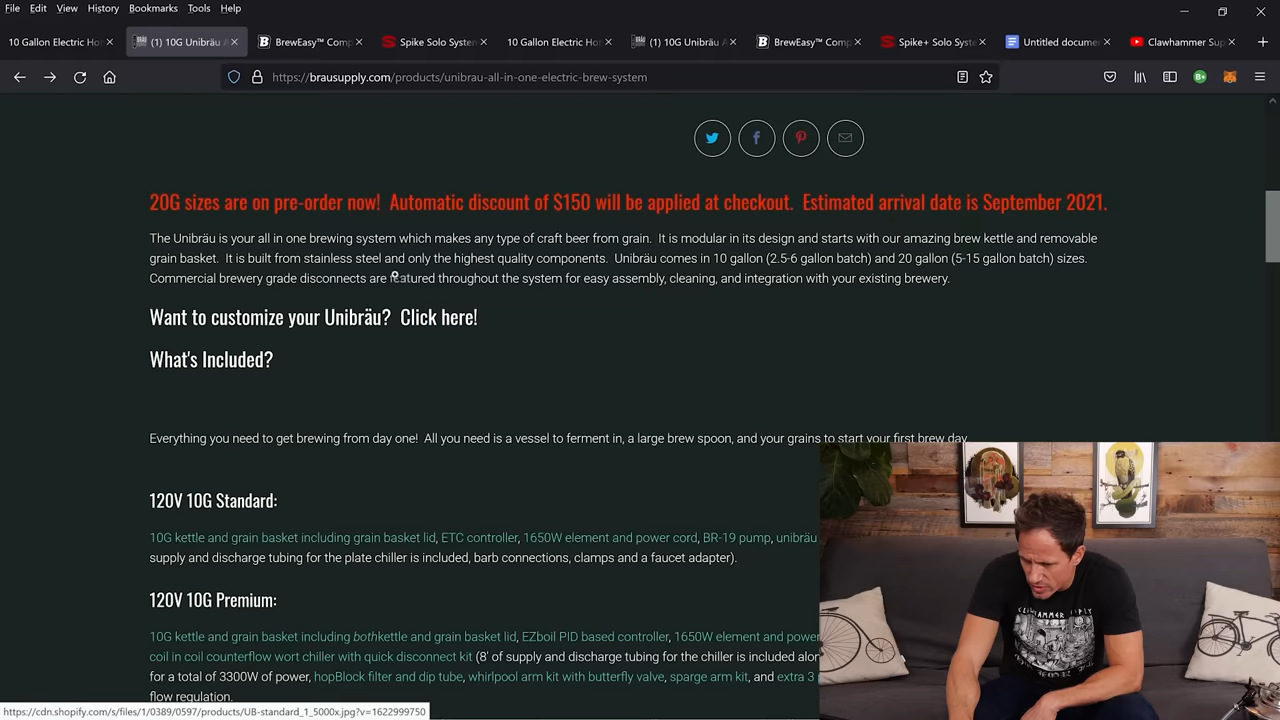 File Edit View History Bookmarks Tools Help
10 Gallon Electric Ho
(1) 10G Unibräu A
BrewEasy™ Comp
Spike Solo System
10 Gallon Electric Ho
(1) 10G Unibräu A
BrewEasy™ Comp
Spike+ Solo Syste
Untitled documen
Clawhammer Sup
https://brausupply.com/products/unibrau-all-in-one-electric-brew-system
20G sizes are on pre-order now! Automatic discount of $150 will be applied at checkout. Estimated arrival date is September 2021.
The Unibräu is your all in one brewing system which makes any type of craft beer from grain. It is modular in its design and starts with our amazing brew kettle and removable
grain basket. It is built from stainless steel and only the highest quality components. Unibräu comes in 10 gallon (2.5-6 gallon batch) and 20 gallon (5-15 gallon batch) sizes.
Commercial brewery grade disconnects are featured throughout the system for easy assembly, cleaning, and integration with your existing brewery.
Want to customize your Unibräu? Click here!
What's Included?
Everything you need to get brewing from day one! All you need is a vessel to ferment in, a large brew spoon, and your grains to start your first brew day
120V 10G Standard:
10G kettle and grain basket including grain basket lid, ETC controller, 1650W element and power cord, BR-19 pump, unibräu
supply and discharge tubing for the plate chiller is included, barb connections, clamps and a faucet adapter).
120V 10G Premium:
10G kettle and grain basket including bothkettle and grain basket lid, EZboil PID based controller, 1650W element and power
coil in coil counterflow wort chiller with quick disconnect kit (8' of supply and discharge tubing for the chiller is included alon
for a total of 3300W of power, hopBlock filter and dip tube, whirlpool arm kit with butterfly valve, sparge arm kit, and extra 3
flow regulation.
https://cdn.shopify.com/s/files/1/0389/0597/products/UB-standard_1_5000x.jpg?v=1622999750
CLAWHAMMER SUPPLY